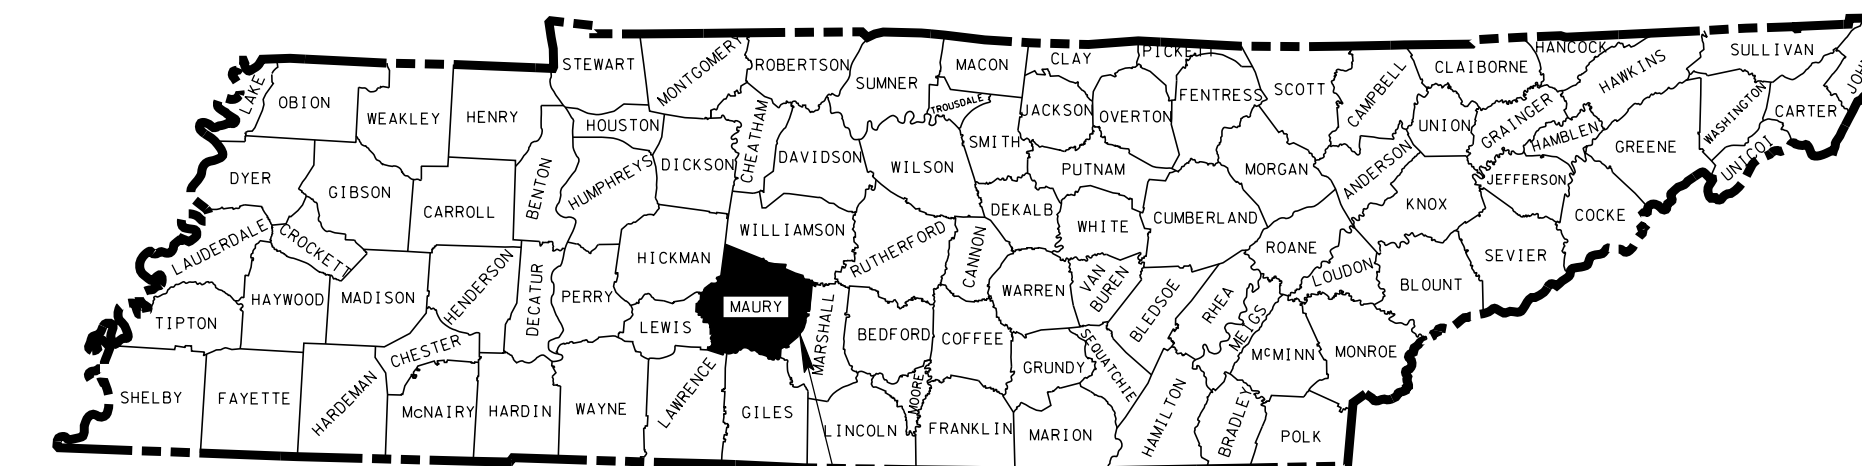 STEWART
MONTGOMERY
ROBERTSON
SUMNER
MACON
CLAY
PICKETT
SCOTT
CAMPBELL
CLAIBORNE
HANCOCK
HAWKINS
SULLIVAN
JOH
LAKE
OBION
WEAKLEY
HENRY
HOUSTON
CHEATHAM
TROUSDALE
JACKSON
OVERTON
FENTRESS
UNION
GRAINGER
HAMBLEN
WASHINGTON
CARTER
DYER
GIBSON
CARROLL
BENTON
HUMPHREYS
DICKSON
DAVIDSON
WILSON
SMITH
PUTNAM
MORGAN
ANDERSON
JEFFERSON
GREENE
UNICOI
LAUDERDALE
CROCKETT
WILLIAMSON
RUTHERFORD
CANNON
DEKALB
WHITE
CUMBERLAND
ROANE
KNOX
COCKE
TIPTON
HAYWOOD
MADISON
HENDERSON
DECATUR
PERRY
HICKMAN
LEWIS
MAURY
MARSHALL
BEDFORD
COFFEE
WARREN
VAN
BUREN
BLEDSOE
RHEA
MEIGS
LOUDON
BLOUNT
SEVIER
SHELBY
FAYETTE
HARDEMAN
CHESTER
McNAIRY
HARDIN
WAYNE
LAWRENCE
GILES
LINCOLN
MOORE
FRANKLIN
GRUNDY
MARION
SEQUATCHIE
HAMILTON
BRADLEY
McMINN
POLK
MONROE